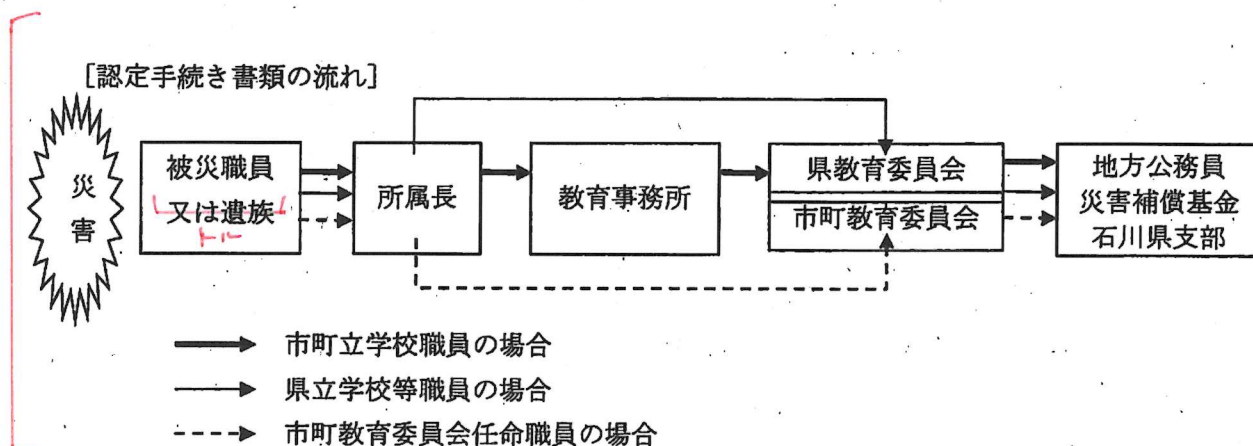 [認定手続き書類の流れ]
災害
被災職員
又は遺族
トル
所属長
教育事務所
県教育委員会
市町教育委員会
地方公務員
災害補償基金
石川県支部
市町立学校職員の場合
県立学校等職員の場合
市町教育委員会任命職員の場合